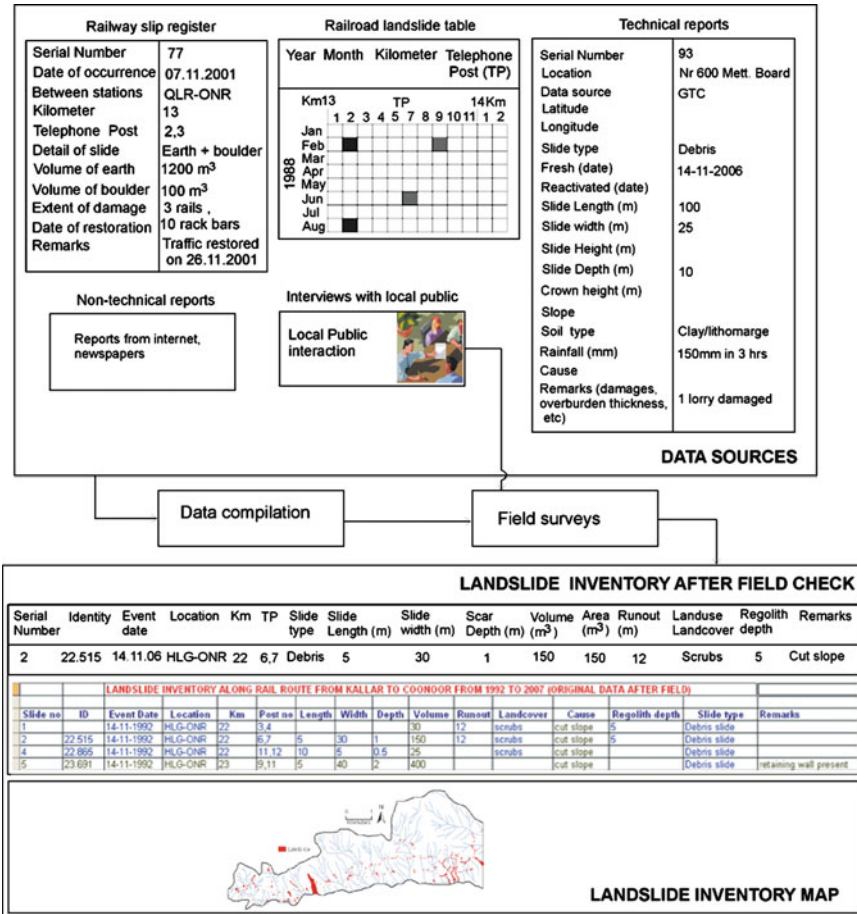 Railway slip register
Serial Number 77
Date of occurrence 07.11.2001
Between stations QLR-ONR
Kilometer 13
Telephone Post 2,3
Detail of slide Earth + boulder
Volume of earth 1200 m³
Volume of boulder 100 m³
Extent of damage 3 rails ,
10 rack bars
Date of restoration
Remarks Traffic restored
on 26.11.2001
Railroad landslide table
Year Month Kilometer Telephone
Post (TP)
Km13 TP 14Km
1 2 3 4 5 7 8 9 10 11 1 2
1988
Jan
Feb
Mar
Apr
May
Jun
Jul
Aug
Technical reports
Serial Number 93
Location Nr 600 Mett. Board
Data source GTC
Latitude
Longitude
Slide type Debris
Fresh (date) 14-11-2006
Reactivated (date)
Slide Length (m) 100
Slide width (m) 25
Slide Height (m)
Slide Depth (m) 10
Crown height (m)
Slope
Soil type Clay/lithomarge
Rainfall (mm) 150mm in 3 hrs
Cause
Remarks (damages,
overburden thickness, 1 lorry damaged
etc)
Non-technical reports
Reports from internet,
newspapers
Interviews with local public
Local Public
interaction
DATA SOURCES
Data compilation
Field surveys
LANDSLIDE INVENTORY AFTER FIELD CHECK
Serial Number Identity Event date Location Km TP Slide type Slide Length (m) Slide width (m) Scar Depth (m) Volume (m³) Area (m³) Runout (m) Landuse Landcover Regolith depth Remarks
2 22.515 14.11.06 HLG-ONR 22 6,7 Debris 5 30 1 150 150 12 Scrubs 5 Cut slope
LANDSLIDE INVENTORY ALONG RAIL ROUTE FROM KALLAR TO COONOOR FROM 1992 TO 2007 (ORIGINAL DATA AFTER FIELD)
Slide no ID Event Date Location Km Post no Length Width Depth Volume Runout Landcover Cause Regolith depth Slide type Remarks
1 14-11-1992 HLG-ONR 22 3,4 30 12 scrubs cut slope 5 Debris slide
2 22.515 14-11-1992 HLG-ONR 22 6,7 5 30 1 150 12 scrubs cut slope 5 Debris slide
4 22.865 14-11-1992 HLG-ONR 22 11,12 10 5 0.5 25 scrubs cut slope Debris slide
5 23.691 14-11-1992 HLG-ONR 23 9,11 5 40 2 400 cut slope Debris slide retaining wall present
N
LANDSLIDE INVENTORY MAP